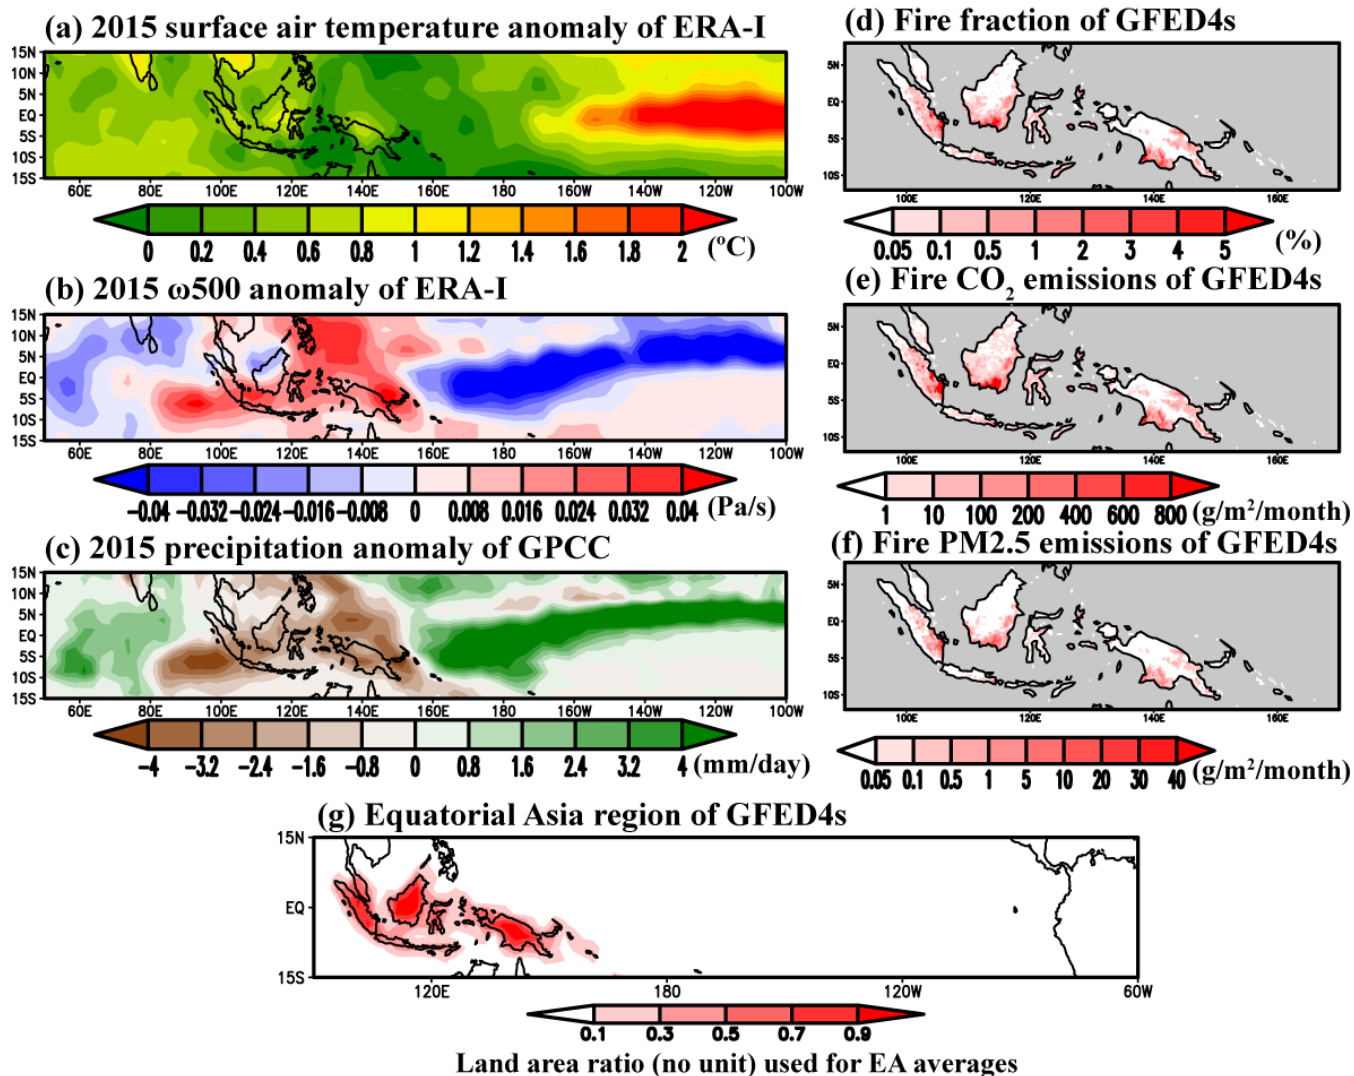 (a) 2015 surface air temperature anomaly of ERA-I
15N
10N
5N
EQ
5S
10S
15S
60E 80E 100E 120E 140E 160E 180 160W 140W 120W 100W
0 0.2 0.4 0.6 0.8 1 1.2 1.4 1.6 1.8 2 (ºC)
(b) 2015 ω500 anomaly of ERA-I
15N
10N
5N
EQ
5S
10S
15S
60E 80E 100E 120E 140E 160E 180 160W 140W 120W 100W
−0.04 −0.032 −0.024 −0.016 −0.008 0 0.008 0.016 0.024 0.032 0.04 (Pa/s)
(c) 2015 precipitation anomaly of GPCC
15N
10N
5N
EQ
5S
10S
15S
60E 80E 100E 120E 140E 160E 180 160W 140W 120W 100W
−4 −3.2 −2.4 −1.6 −0.8 0 0.8 1.6 2.4 3.2 4 (mm/day)
(d) Fire fraction of GFED4s
5N
EQ
5S
10S
100E 120E 140E 160E
0.05 0.1 0.5 1 2 3 4 5 (%)
(e) Fire CO₂ emissions of GFED4s
5N
EQ
5S
10S
100E 120E 140E 160E
1 10 100 200 400 600 800 (g/m²/month)
(f) Fire PM2.5 emissions of GFED4s
5N
EQ
5S
10S
100E 120E 140E 160E
0.05 0.1 0.5 1 5 10 20 30 40 (g/m²/month)
(g) Equatorial Asia region of GFED4s
15N
EQ
15S
120E 180 120W 60W
0.1 0.3 0.5 0.7 0.9
Land area ratio (no unit) used for EA averages